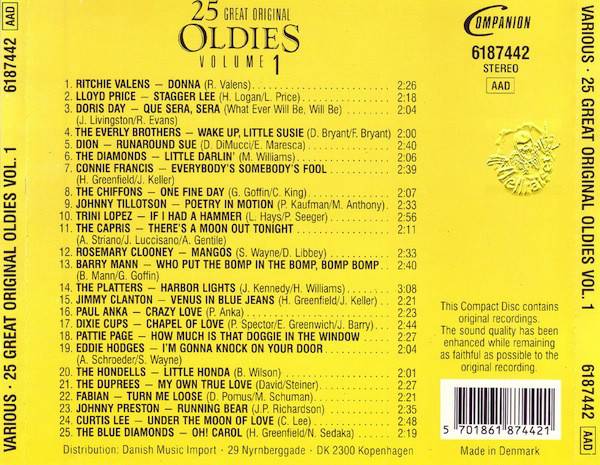 VARIOUS · 25 GREAT ORIGINAL OLDIES VOL. 1
6187442
AAD
25 GREAT ORIGINAL
OLDIES
VOLUME 1
COMPANION
6187442
STEREO
AAD
1. RITCHIE VALENS — DONNA (R. Valens) 2:26
2. LLOYD PRICE — STAGGER LEE (H. Logan/L. Price) 2:18
3. DORIS DAY — QUE SERA, SERA (What Ever Will Be, Will Be) 2:04
(J. Livingston/R. Evans)
4. THE EVERLY BROTHERS — WAKE UP, LITTLE SUSIE (D. Bryant/F. Bryant) 2:00
5. DION — RUNAROUND SUE (D. DiMucci/E. Maresca) 2:40
6. THE DIAMONDS — LITTLE DARLIN' (M. Williams) 2:06
7. CONNIE FRANCIS — EVERYBODY'S SOMEBODY'S FOOL 2:39
(H. Greenfield/J. Keller)
8. THE CHIFFONS — ONE FINE DAY (G. Goffin/C. King) 2:07
9. JOHNNY TILLOTSON — POETRY IN MOTION (P. Kaufman/M. Anthony) 2:33
10. TRINI LOPEZ — IF I HAD A HAMMER (L. Hays/P. Seeger) 2:56
11. THE CAPRIS — THERE'S A MOON OUT TONIGHT 2:11
(A. Striano/J. Luccisano/A. Gentile)
12. ROSEMARY CLOONEY — MANGOS (S. Wayne/D. Libbey) 2:33
13. BARRY MANN — WHO PUT THE BOMP IN THE BOMP, BOMP BOMP 2:40
(B. Mann/G. Goffin)
14. THE PLATTERS — HARBOR LIGHTS (J. Kennedy/H. Williams) 3:08
15. JIMMY CLANTON — VENUS IN BLUE JEANS (H. Greenfield/J. Keller) 2:21
16. PAUL ANKA — CRAZY LOVE (P. Anka) 2:23
17. DIXIE CUPS — CHAPEL OF LOVE (P. Spector/E. Greenwich/J. Barry) 2:44
18. PATTIE PAGE — HOW MUCH IS THAT DOGGIE IN THE WINDOW
19. EDDIE HODGES — I'M GONNA KNOCK ON YOUR DOOR 2:04
(A. Schroeder/S. Wayne)
20. THE HONDELLS — LITTLE HONDA (B. Wilson) 2:01
21. THE DUPREES — MY OWN TRUE LOVE (David/Steiner) 2:27
22. FABIAN — TURN ME LOOSE (D. Pomus/M. Schuman)
23. JOHNNY PRESTON — RUNNING BEAR (J.P. Richardson) 2:33
24. CURTIS LEE — UNDER THE MOON OF LOVE (C. Lee)
25. THE BLUE DIAMONDS — OH! CAROL (H. Greenfield/N. Sedaka) 2:19
Distribution: Danish Music Import · 29 Nyrnberggade · DK 2300 Kopenhagen
This Compact Disc contains
original recordings.
The sound quality has been
enhanced while remaining
as faithful as possible to the
original recording.
5 701861 874421
Made in Denmark
VARIOUS · 25 GREAT ORIGINAL OLDIES VOL. 1
6187442
AAD